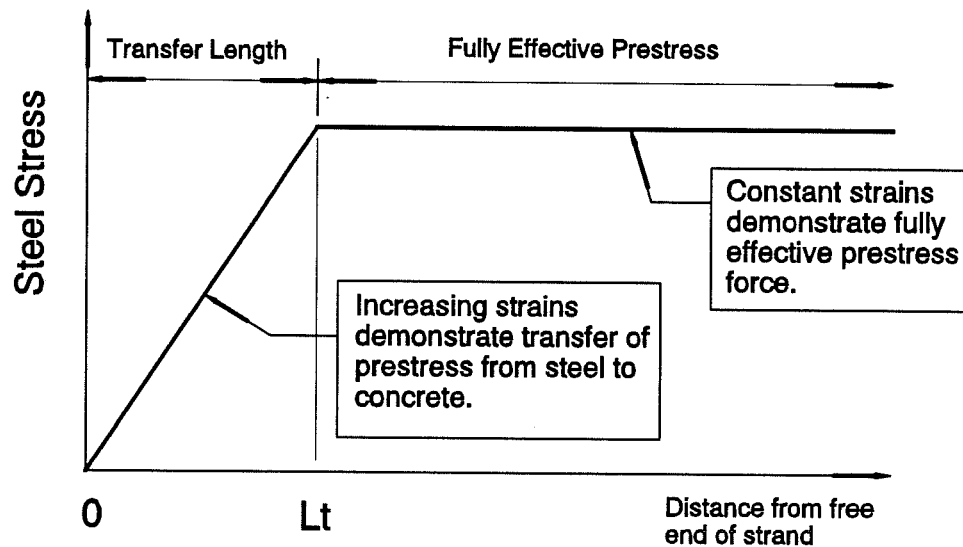 Transfer Length
Fully Effective Prestress
Steel Stress
Constant strains
demonstrate fully
effective prestress
force.
Increasing strains
demonstrate transfer of
prestress from steel to
concrete.
0
Lt
Distance from free
end of strand